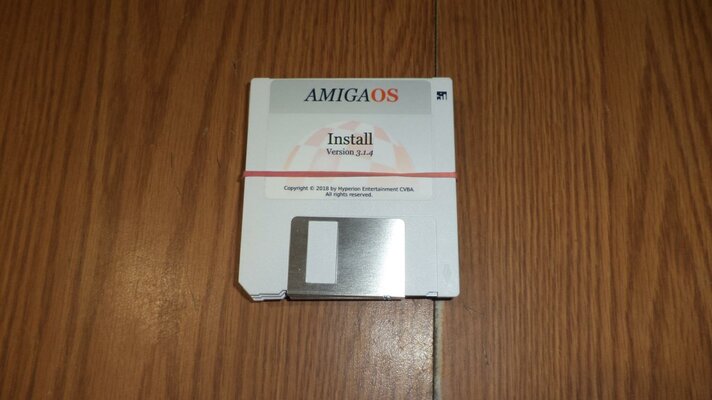 AMIGAOS
Install
Version 3.1.4
Copyright © 2018 by Hyperion Entertainment CVBA
All rights reserved.